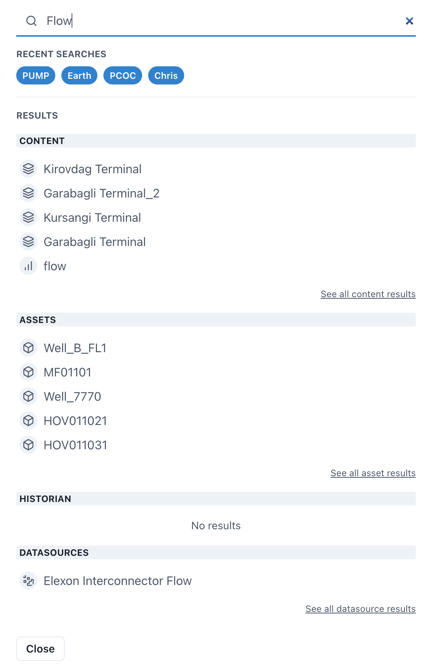 Flow
RECENT SEARCHES
PUMP Earth PCOC Chris
RESULTS
CONTENT
Kirovdag Terminal
Garabagli Terminal_2
Kursangi Terminal
Garabagli Terminal
flow
See all content results
ASSETS
Well_B_FL1
MF01101
Well_7770
HOV011021
HOV011031
See all asset results
HISTORIAN
No results
DATASOURCES
Elexon Interconnector Flow
See all datasource results
Close